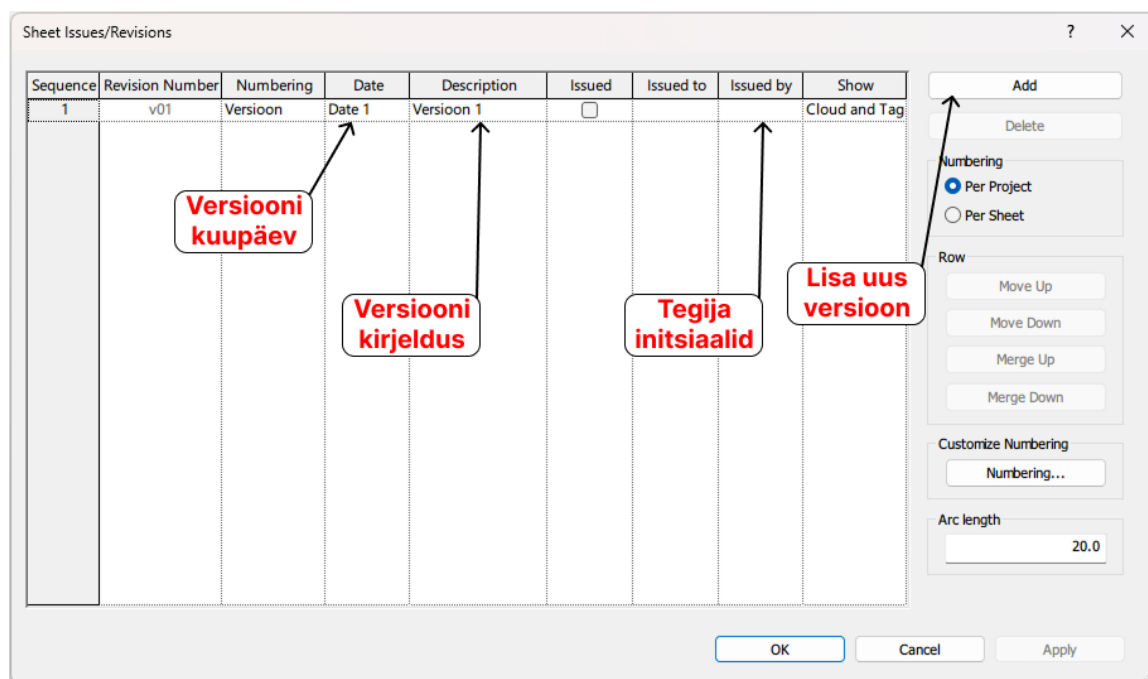 Sheet Issues/Revisions
?
Sequence Revision Number Numbering Date Description Issued Issued to Issued by Show
1 v01 Versioon Date 1 Versioon 1 Cloud and Tag
Add
Delete
Numbering
Per Project
Per Sheet
Row
Move Up
Move Down
Merge Up
Merge Down
Customize Numbering
Numbering...
Arc length
20.0
Versiooni
kuupäev
Versiooni
kirjeldus
Tegija
initsiaalid
Lisa uus
versioon
OK Cancel Apply